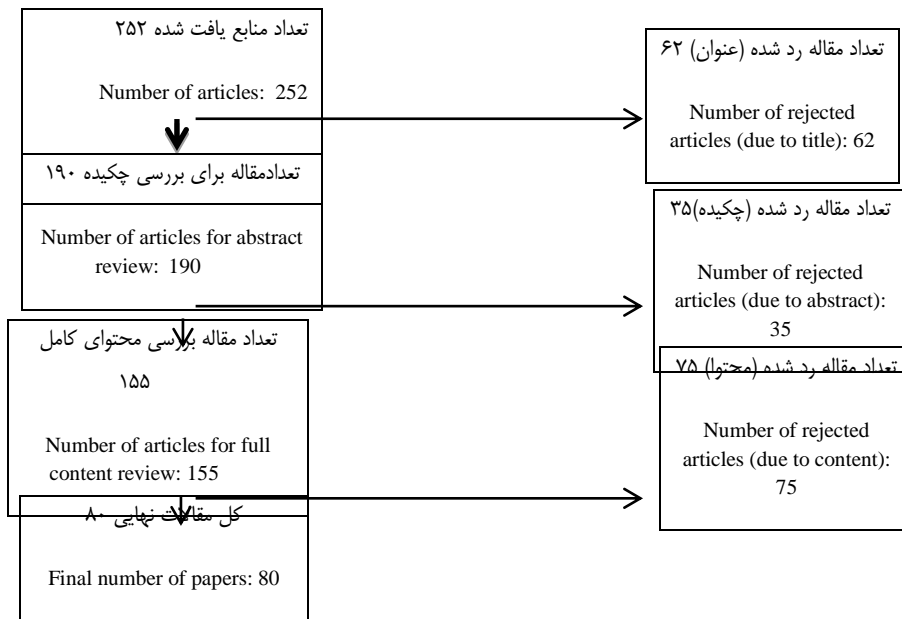 تعداد منابع یافت شده ۲۵۲
Number of articles: 252
تعداد مقاله رد شده (عنوان) ۶۲
Number of rejected
articles (due to title): 62
تعدادمقاله برای بررسی چکیده ۱۹۰
Number of articles for abstract
review: 190
تعداد مقاله رد شده (چکیده)۳۵
Number of rejected
articles (due to abstract):
35
تعداد مقاله بررسی محتوای کامل
۱۵۵
Number of articles for full
content review: 155
تعداد مقاله رد شده (محتوا) ۷۵
Number of rejected
articles (due to content):
75
کل مقالات نهایی ۸۰
Final number of papers: 80